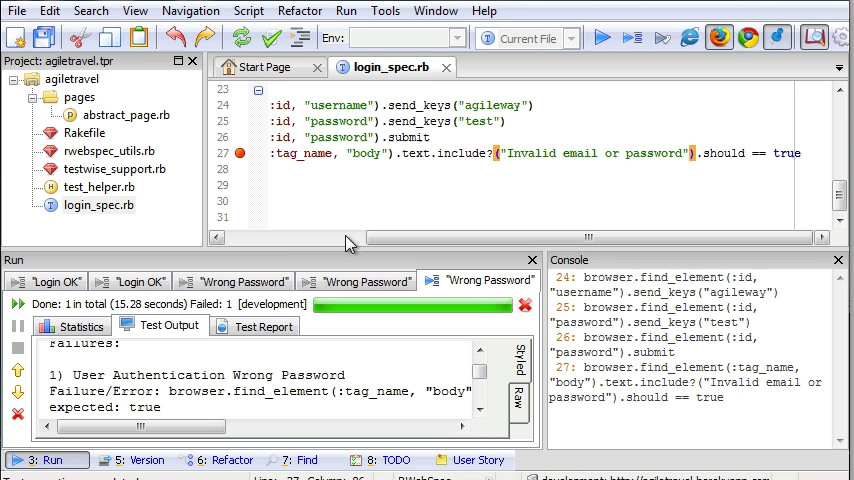 File Edit Search View Navigation Script Refactor Run Tools Window Help
Env: Current File
Project: agiletravel.tpr
Start Page login_spec.rb
agiletravel
pages
abstract_page.rb
Rakefile
rwebspec_utils.rb
testwise_support.rb
test_helper.rb
login_spec.rb
23
24 :id, "username").send_keys("agileway")
25 :id, "password").send_keys("test")
26 :id, "password").submit
27 :tag_name, "body").text.include?("Invalid email or password").should == true
28
29
30
31
Run
"Login OK" "Login OK" "Wrong Password" "Wrong Password" "Wrong Password"
Done: 1 in total (15.28 seconds) Failed: 1 [development]
Statistics Test Output Test Report
Failures:
1) User Authentication Wrong Password
Failure/Error: browser.find_element(:tag_name, "body"
expected: true
Styled
Raw
Console
24: browser.find_element(:id,
"username").send_keys("agileway")
25: browser.find_element(:id,
"password").send_keys("test")
26: browser.find_element(:id,
"password").submit
27: browser.find_element(:tag_name,
"body").text.include?("Invalid email or
password").should == true
3: Run 5: Version 6: Refactor 7: Find 8: TODO User Story